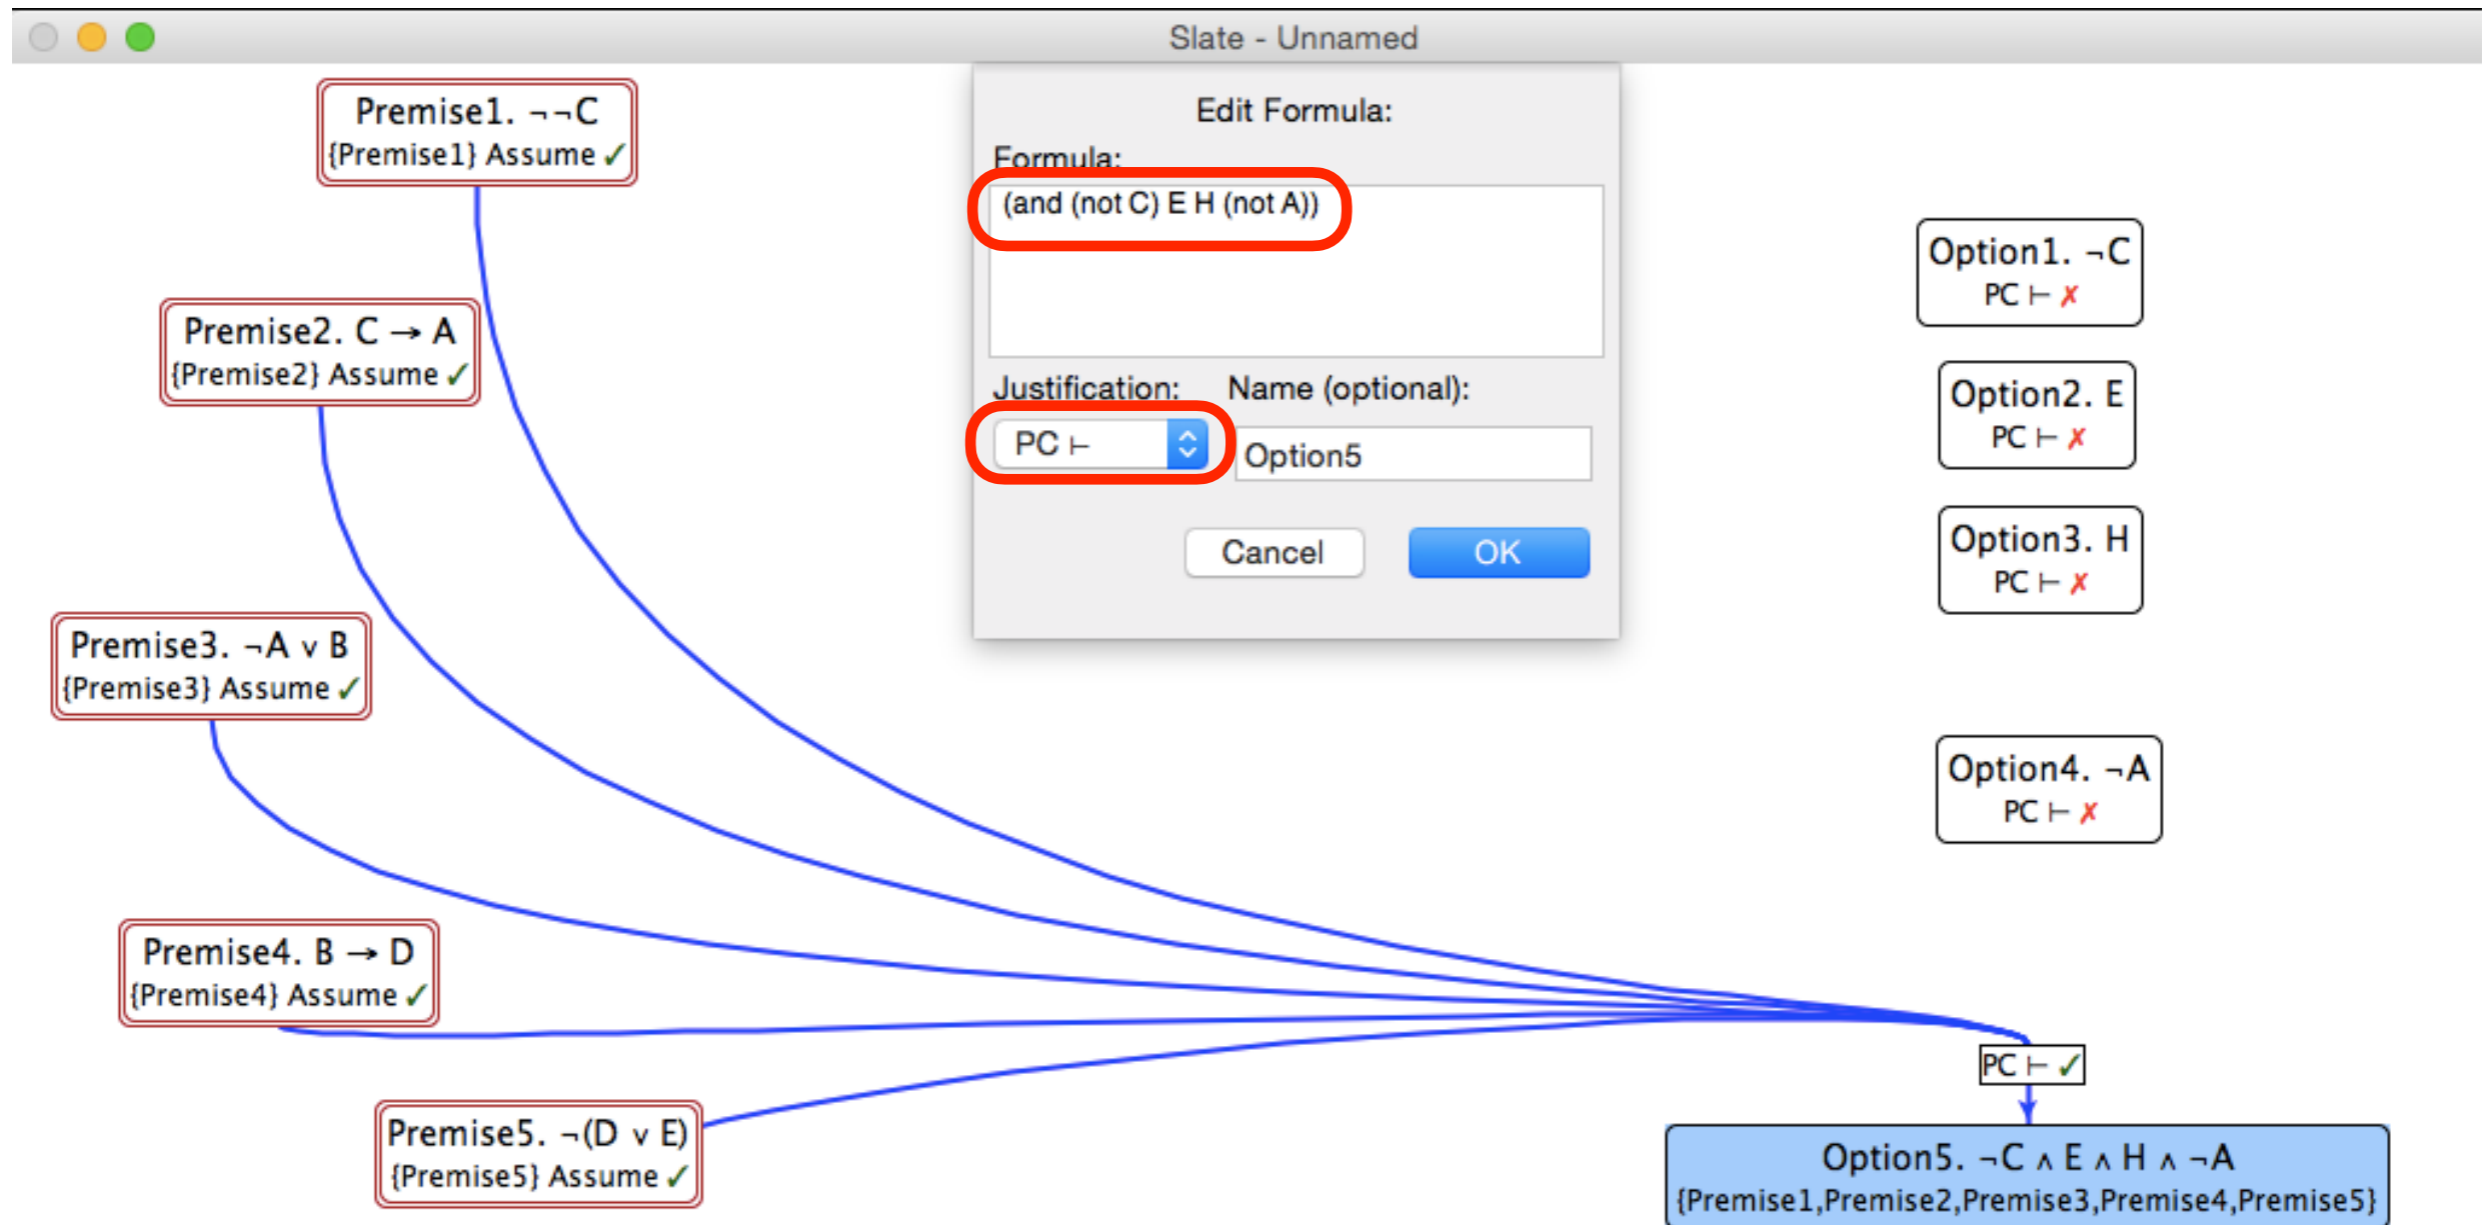 Slate - Unnamed
Premise1. ¬¬C
{Premise1} Assume ✓
Premise2. C → A
{Premise2} Assume ✓
Premise3. ¬A ∨ B
{Premise3} Assume ✓
Premise4. B → D
{Premise4} Assume ✓
Premise5. ¬(D ∨ E)
{Premise5} Assume ✓
Edit Formula:
Formula:
(and (not C) E H (not A))
Justification: Name (optional):
PC ⊢ Option5
Cancel OK
Option1. ¬C
PC ⊢ ✗
Option2. E
PC ⊢ ✗
Option3. H
PC ⊢ ✗
Option4. ¬A
PC ⊢ ✗
PC ⊢ ✓
Option5. ¬C ∧ E ∧ H ∧ ¬A
{Premise1,Premise2,Premise3,Premise4,Premise5}